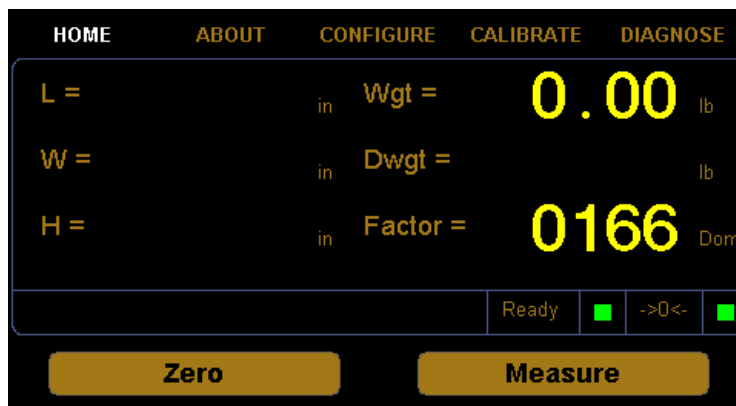 HOME ABOUT CONFIGURE CALIBRATE DIAGNOSE
L = in Wgt = 0.00 lb
W = in Dwgt = lb
H = in Factor = 0166 Dom
Ready ->0<-
Zero Measure